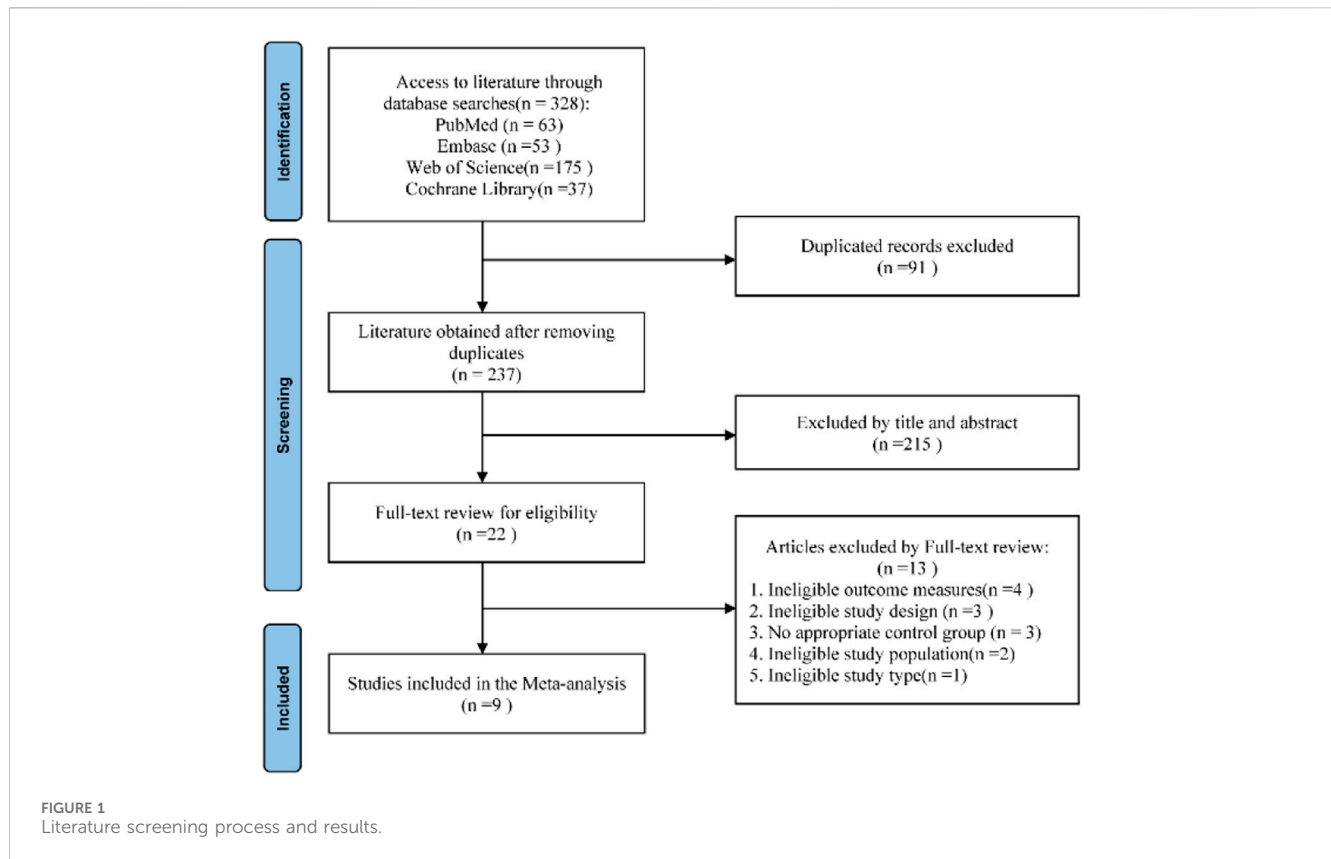 Identification
Access to literature through
database searches(n = 328):
PubMed (n = 63)
Embase (n =53 )
Web of Science(n =175 )
Cochrane Library(n =37)
Duplicated records excluded
(n =91 )
Screening
Literature obtained after removing
duplicates
(n = 237)
Excluded by title and abstract
(n =215 )
Full-text review for eligibility
(n =22 )
Articles excluded by Full-text review:
(n =13 )
1. Ineligible outcome measures(n =4 )
2. Ineligible study design (n =3 )
3. No appropriate control group (n = 3)
4. Ineligible study population(n =2)
5. Ineligible study type(n =1)
Included
Studies included in the Meta-analysis
(n =9 )
FIGURE 1
Literature screening process and results.